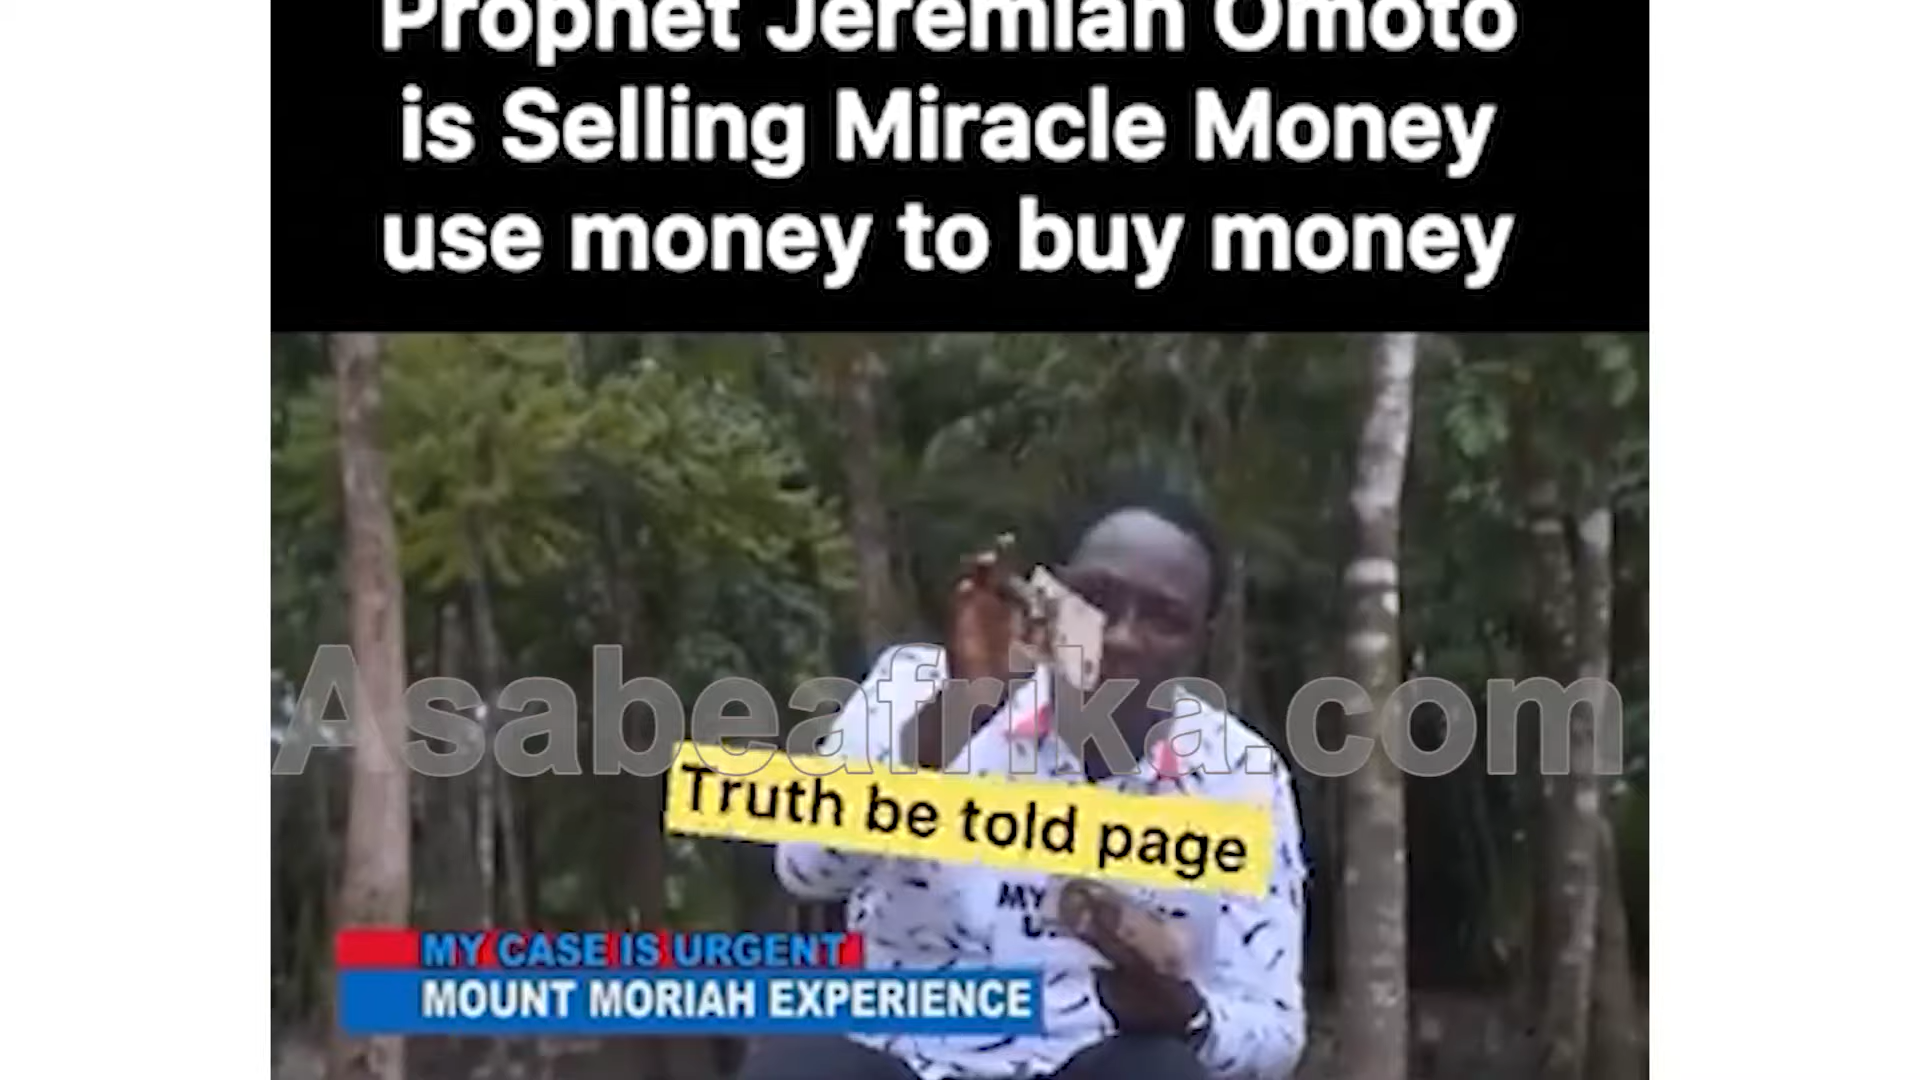 Prophet Jeremiah Omoto
is Selling Miracle Money
use money to buy money
Asabeafrika.com
Truth be told page
MY
MY CASE IS URGENT
MOUNT MORIAH EXPERIENCE